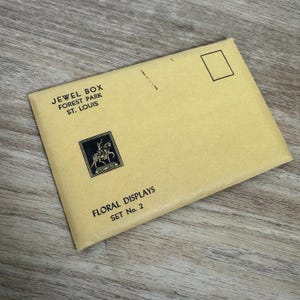 JEWEL BOX
FOREST PARK
ST. LOUIS
FLORAL DISPLAYS
SET No. 2